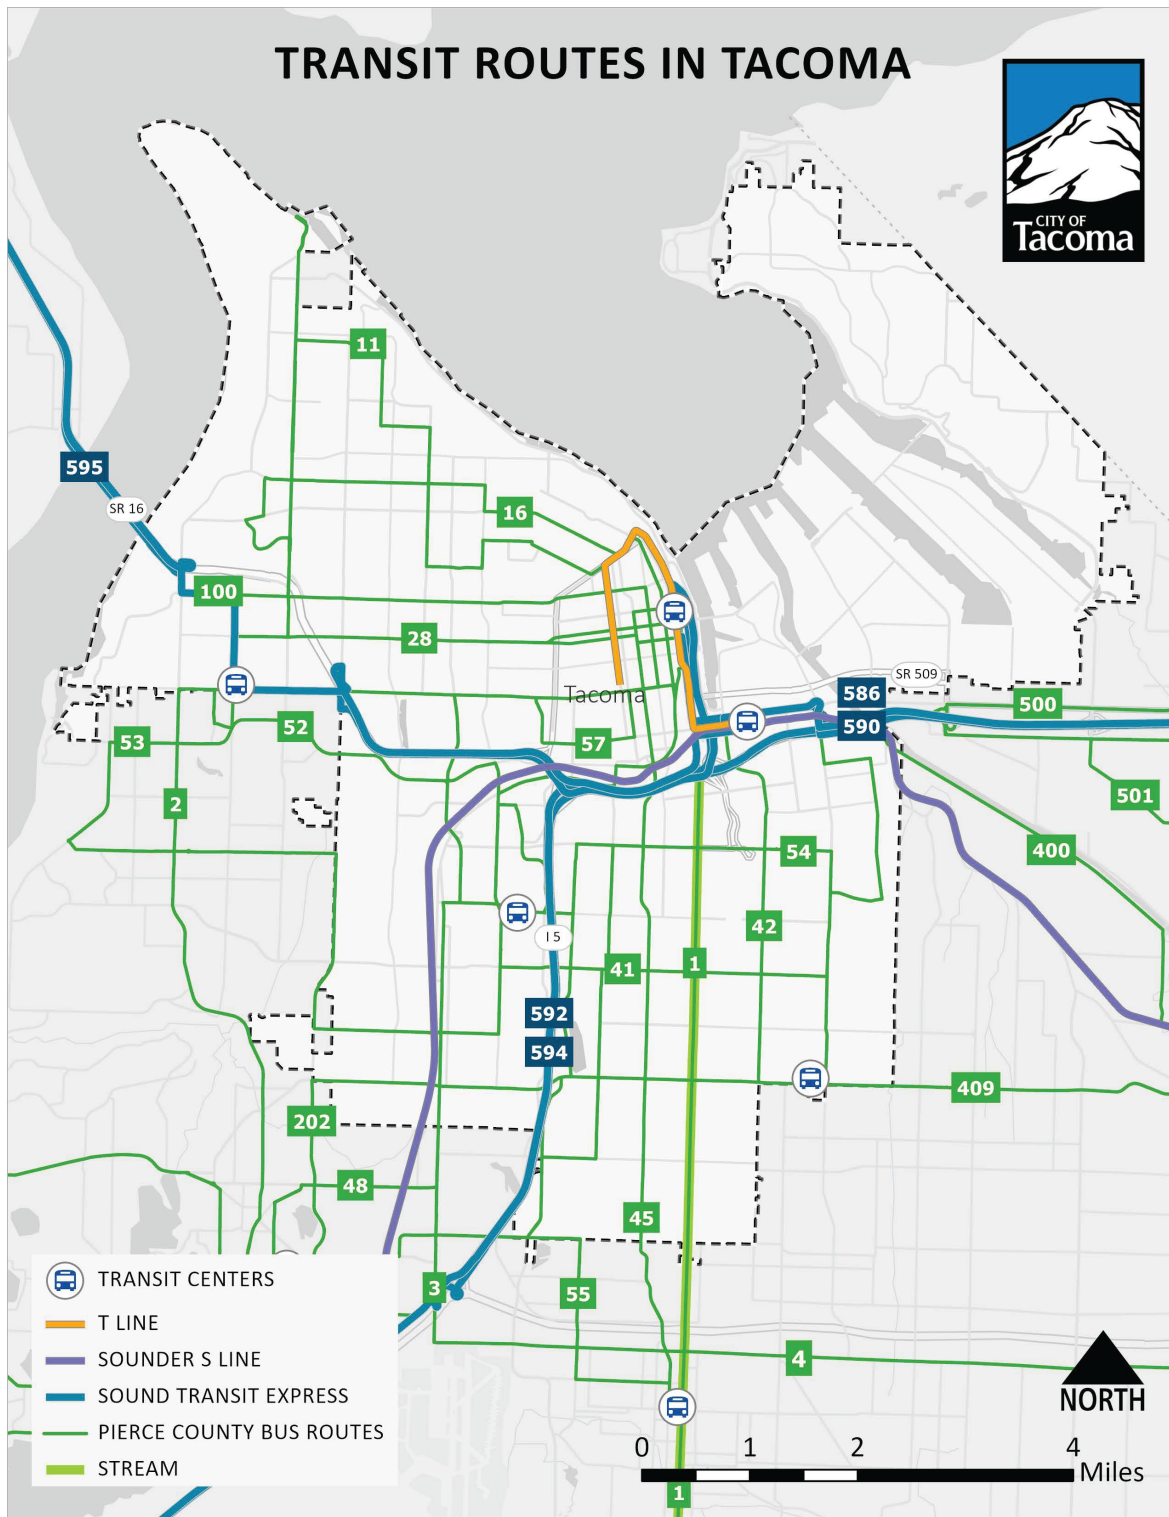 TRANSIT ROUTES IN TACOMA
CITY OF
Tacoma
11
595
SR 16
16
100
28
SR 509
Tacoma
586
500
590
52
53
57
501
2
400
54
42
I 5
41
1
592
594
409
202
48
45
3
55
4
TRANSIT CENTERS
T LINE
SOUNDER S LINE
SOUND TRANSIT EXPRESS
PIERCE COUNTY BUS ROUTES
STREAM
NORTH
0 1 2 4
Miles
1